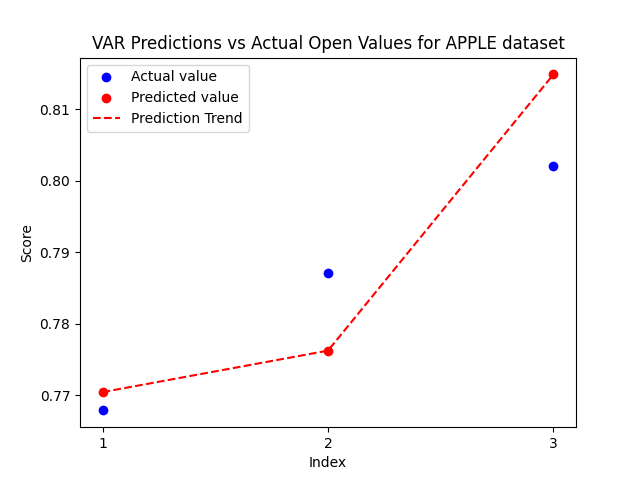 VAR Predictions vs Actual Open Values for APPLE dataset
Actual value
Predicted value
Prediction Trend
0.81
0.80
0.79
0.78
0.77
Score
1
2
3
Index